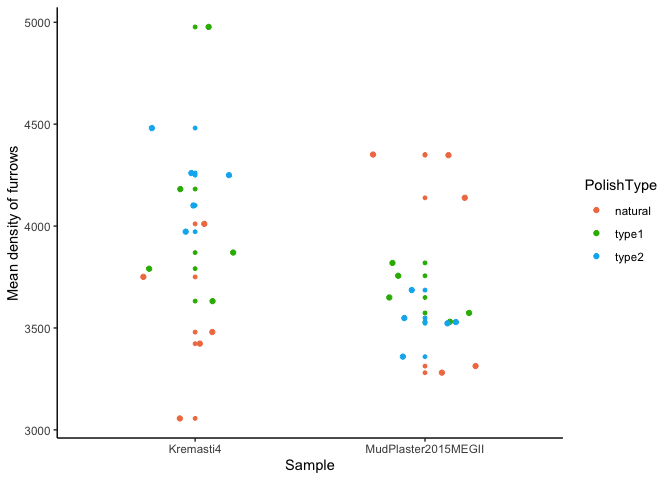 5000
4500
4000
3500
3000
Mean density of furrows
Kremasti4
MudPlaster2015MEGII
Sample
PolishType
natural
type1
type2